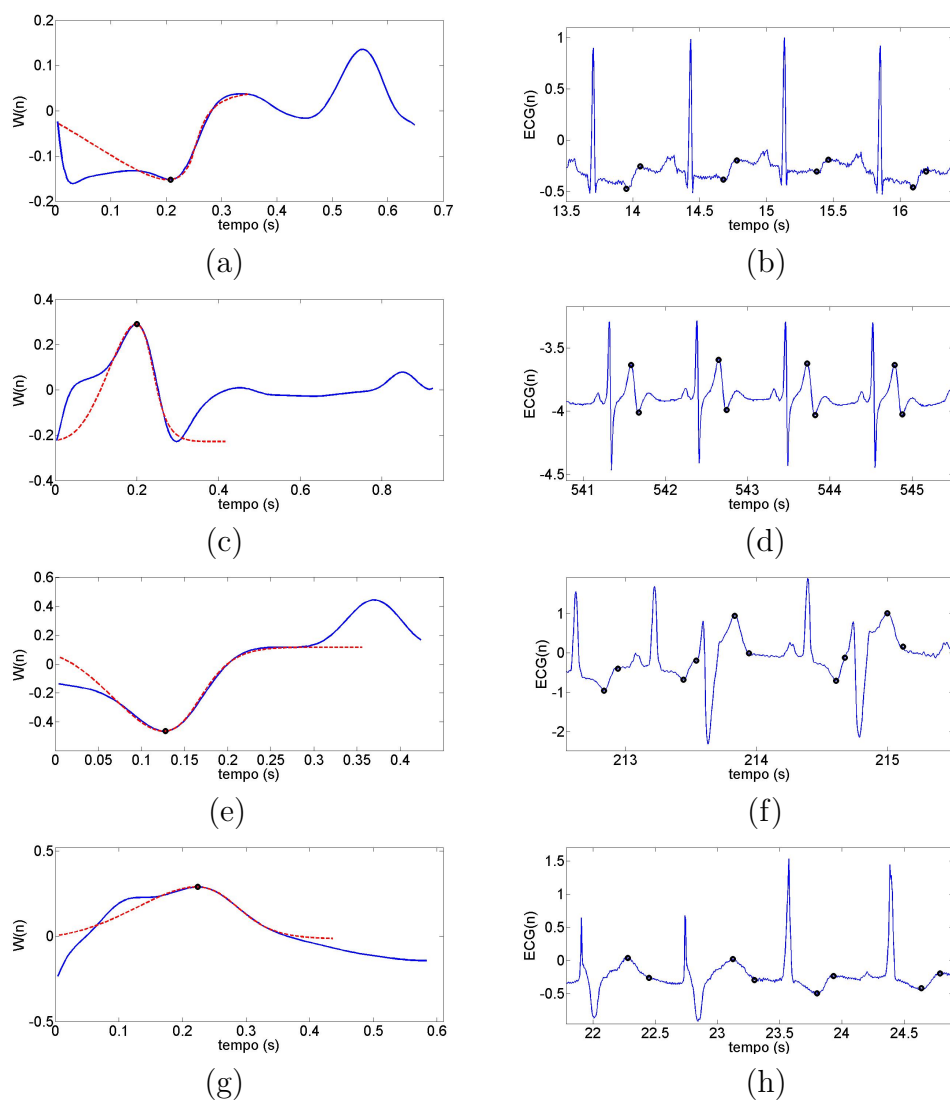 0.2
0.1
0
-0.1
-0.2
W(n)
0 0.1 0.2 0.3 0.4 0.5 0.6 0.7
tempo (s)
(a)
1
0.5
0
-0.5
ECG(n)
13.5 14 14.5 15 15.5 16
tempo (s)
(b)
0.4
0.2
0
-0.2
-0.4
W(n)
0 0.2 0.4 0.6 0.8
tempo (s)
(c)
-3.5
-4
-4.5
ECG(n)
541 542 543 544 545
tempo (s)
(d)
0.6
0.4
0.2
0
-0.2
-0.4
W(n)
0.05 0.1 0.15 0.2 0.25 0.3 0.35 0.4
tempo (s)
(e)
1
0
-1
-2
ECG(n)
213 214 215
tempo (s)
(f)
0.5
0
-0.5
W(n)
0 0.1 0.2 0.3 0.4 0.5 0.6
tempo (s)
(g)
1.5
1
0.5
0
-0.5
ECG(n)
22 22.5 23 23.5 24 24.5
tempo (s)
(h)